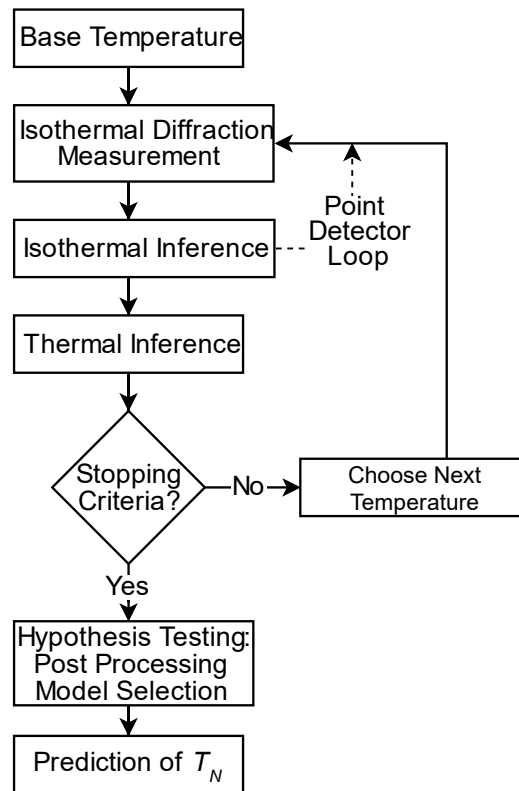 Base Temperature
Isothermal Diffraction
Measurement
Isothermal Inference
Point
Detector
Loop
Thermal Inference
Stopping
Criteria?
No
Choose Next
Temperature
Yes
Hypothesis Testing:
Post Processing
Model Selection
Prediction of T_N